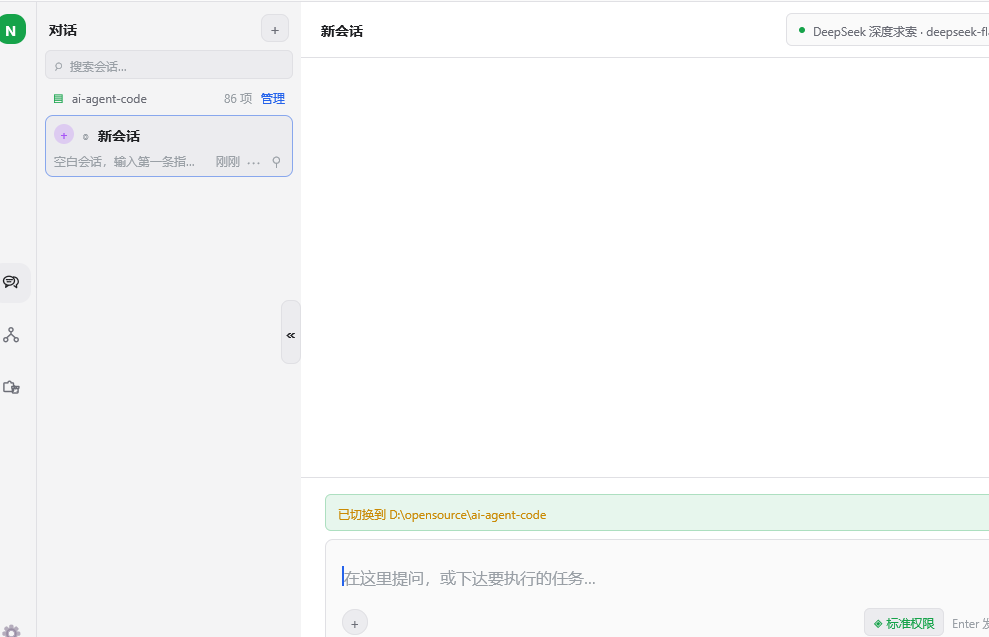 N
对话
+
搜索会话...
ai-agent-code 86 项 管理
+ 新会话
空白会话，输入第一条指... 刚刚 ...
«
新会话
DeepSeek 深度求索 · deepseek-fl
已切换到 D:\opensource\ai-agent-code
在这里提问，或下达要执行的任务...
+
标准权限 Enter 发